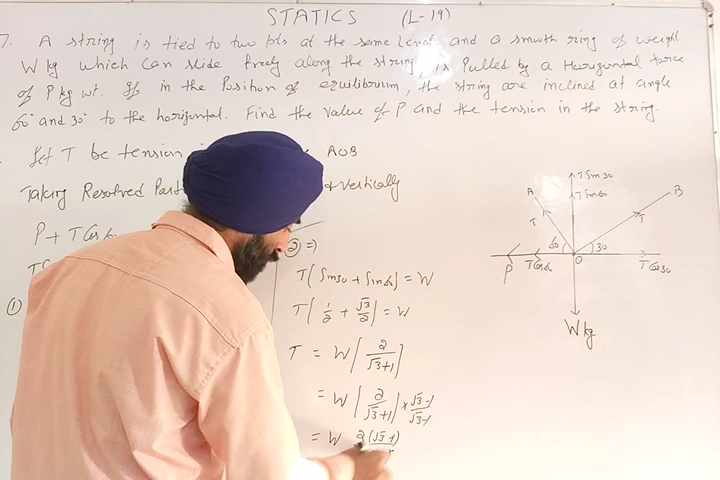 STATICS (L-19)
7. A string is tied to two pts at the same level and a smooth ring of weight
W kg which can slide freely along the string, is Pulled by a Horizontal force
of P kg wt. If in the Position of equilibrium, the string are inclined at angle
60° and 30° to the horizontal. Find the value of P and the tension in the string.
Let T be tension AOB
Taking Resolved Part vertically
P + T Cos
①
② =)
T( Sin30 + Sin60) = W
T( 1/2 + √3/2 ) = W
T = W ( 2/√3+1 )
= W ( 2/√3+1 ) × √3-1/√3-1
= W 2(√3-1)
T Sin 30
T Sin 60
A
B
T
T
60
30
O
P
T Cos60
T Cos30
W kg